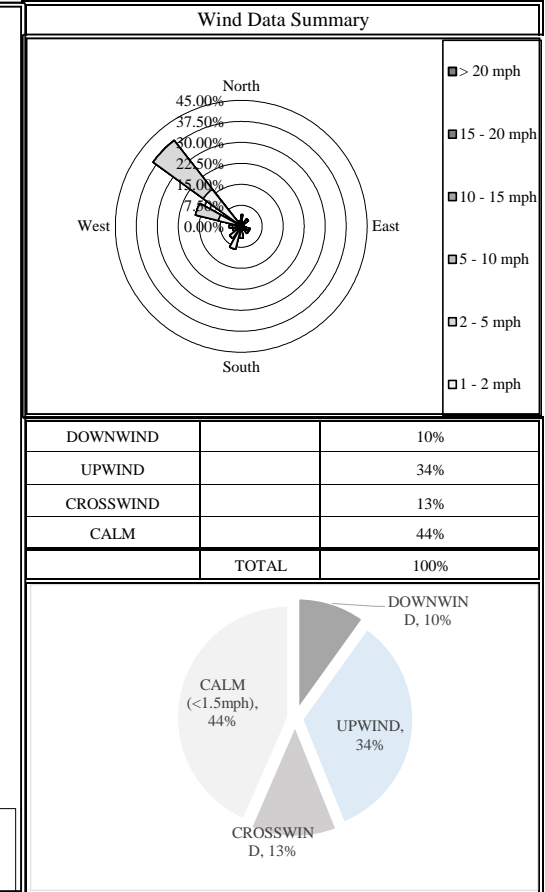 Wind Data Summary
North
45.00%
37.50%
30.00%
22.50%
15.00%
7.50%
0.00%
West
East
South
> 20 mph
15 - 20 mph
10 - 15 mph
5 - 10 mph
2 - 5 mph
1 - 2 mph
DOWNWIND 10%
UPWIND 34%
CROSSWIND 13%
CALM 44%
TOTAL 100%
DOWNWIN
D, 10%
CALM
(<1.5mph),
44%
UPWIND,
34%
CROSSWIN
D, 13%